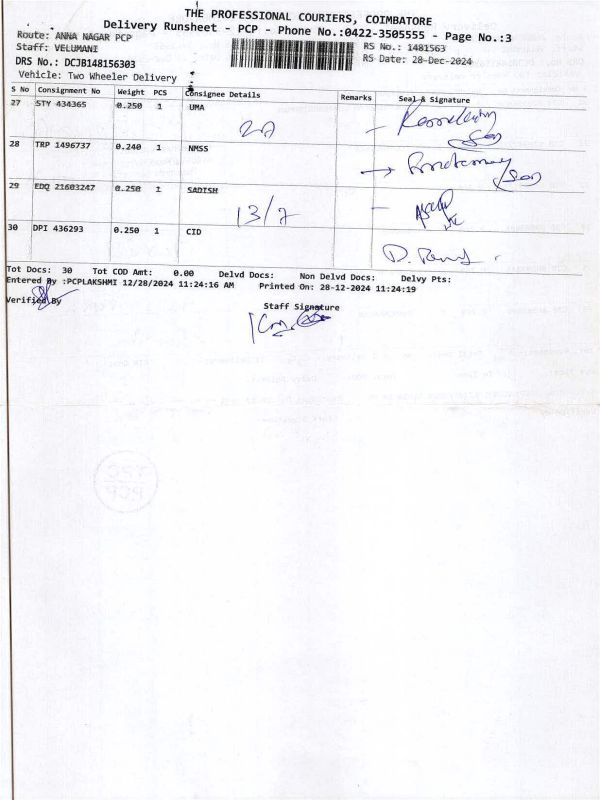 THE PROFESSIONAL COURIERS, COIMBATORE
Delivery Runsheet - PCP - Phone No.:0422-3505555 - Page No.:3
Route: ANNA NAGAR PCP
RS No.: 1481563
Staff: VELUMANI
RS Date: 28-Dec-2024
DRS No.: DCJB148156303
Vehicle: Two Wheeler Delivery
S No Consignment No Weight PCS Consignee Details Remarks Seal & Signature
27 STY 434365 0.250 1 UMA
28 TRP 1496737 0.240 1 NMSS
29 EDQ 21603247 0.250 1 SADISH
13/7
30 DPI 436293 0.250 1 CID
Tot Docs: 30 Tot COD Amt: 0.00 Delvd Docs: Non Delvd Docs: Delvy Pts:
Entered By :PCPLAKSHMI 12/28/2024 11:24:16 AM Printed On: 28-12-2024 11:24:19
Verified By
Staff Signature